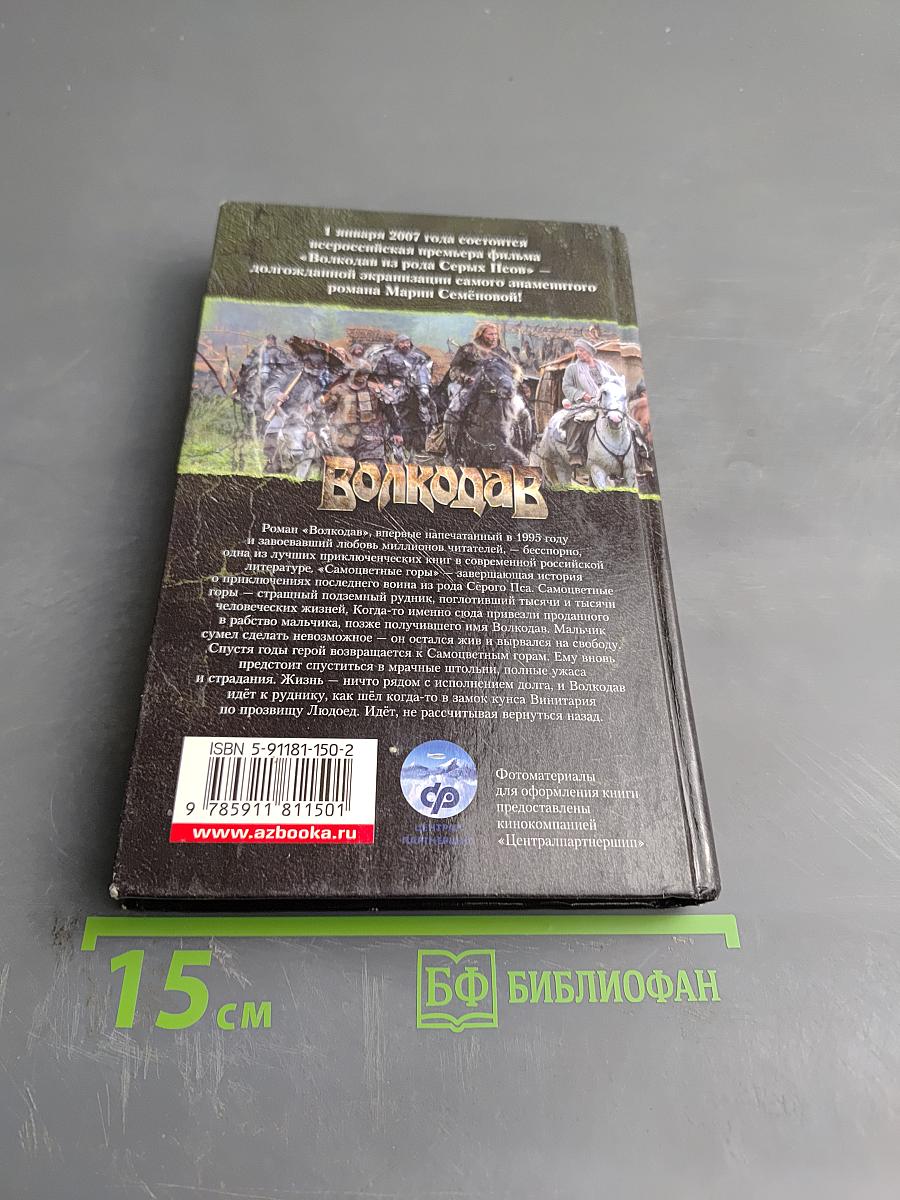 1 января 2007 года состоится
всероссийская премьера фильма
«Волкодав из рода Серых Псов» —
долгожданной экранизации самого знаменитого
романа Марии Семёновой!
Волкодав
Роман «Волкодав», впервые напечатанный в 1995 году
и завоевавший любовь миллионов читателей, — бесспорно,
одна из лучших приключенческих книг в современной российской
литературе. «Самоцветные горы» — завершающая история
о приключениях последнего воина из рода Серого Пса. Самоцветные
горы — страшный подземный рудник, поглотивший тысячи и тысячи
человеческих жизней. Когда-то именно сюда привезли проданного
в рабство мальчика, позже получившего имя Волкодав. Мальчик
сумел сделать невозможное — он остался жив и вырвался на свободу.
Спустя годы герой возвращается к Самоцветным горам. Ему вновь
предстоит спуститься в мрачные штольни, полные ужаса
и страдания. Жизнь — ничто рядом с исполнением долга, и Волкодав
идёт к руднику, как шёл когда-то в замок кунса Винитария
по прозвищу Людоед. Идёт, не рассчитывая вернуться назад.
ISBN 5-91181-150-2
9 785911 811501
www.azbooka.ru
ср
ЦЕНТРАЛ
ПАРТНЕРШИП
Фотоматериалы
для оформления книги
предоставлены
кинокомпанией
«Централпартнершип»
15 см
БФ БИБЛИОФАН